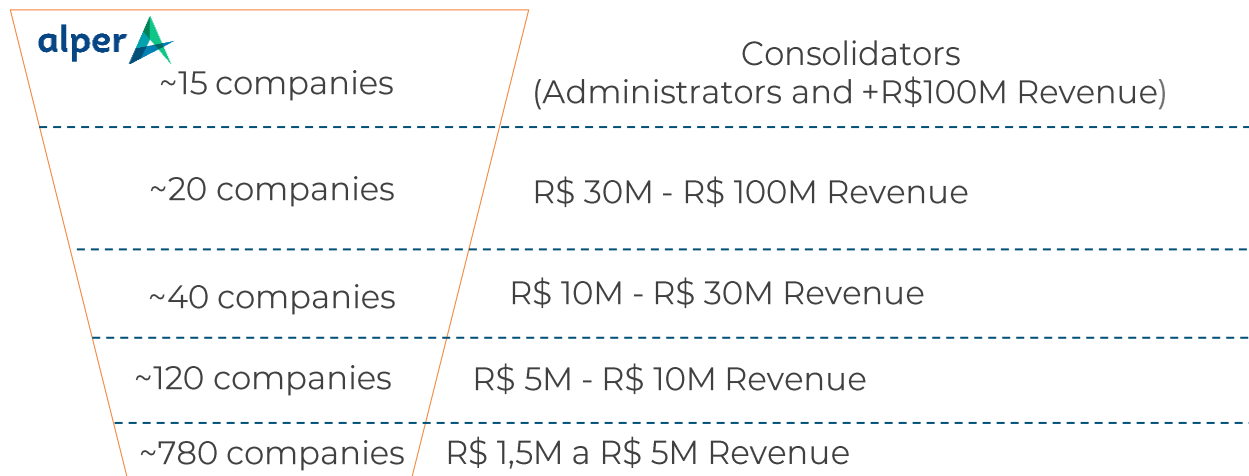 alper
~15 companies
Consolidators
(Administrators and +R$100M Revenue)
~20 companies
R$ 30M - R$ 100M Revenue
~40 companies
R$ 10M - R$ 30M Revenue
~120 companies
R$ 5M - R$ 10M Revenue
~780 companies
R$ 1,5M a R$ 5M Revenue